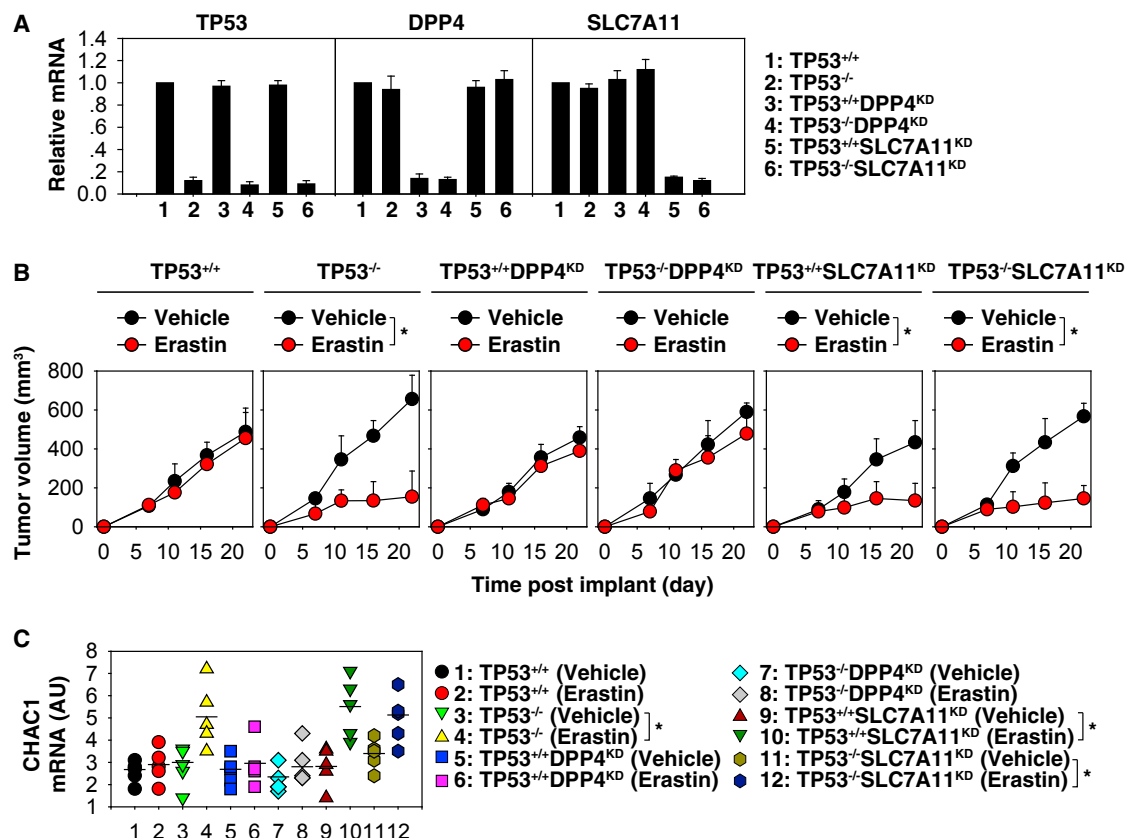 A
TP53 DPP4 SLC7A11
Relative mRNA
1.4
1.2
1.0
.8
.6
.4
.2
0.0
1 2 3 4 5 6 1 2 3 4 5 6 1 2 3 4 5 6
1: TP53+/+
2: TP53-/-
3: TP53+/+DPP4KD
4: TP53-/-DPP4KD
5: TP53+/+SLC7A11KD
6: TP53-/-SLC7A11KD
B
TP53+/+ TP53-/- TP53+/+DPP4KD TP53-/-DPP4KD TP53+/+SLC7A11KD TP53-/-SLC7A11KD
Vehicle Vehicle Vehicle Vehicle Vehicle Vehicle
* * *
Erastin Erastin Erastin Erastin Erastin Erastin
Tumor volume (mm3)
800
600
400
200
0
0 5 10 15 20 0 5 10 15 20 0 5 10 15 20 0 5 10 15 20 0 5 10 15 20 0 5 10 15 20
Time post implant (day)
C
CHAC1
mRNA (AU)
8
7
6
5
4
3
2
1
1 2 3 4 5 6 7 8 9 10 11 12
1: TP53+/+ (Vehicle)
2: TP53+/+ (Erastin)
3: TP53-/- (Vehicle)
*
4: TP53-/- (Erastin)
5: TP53+/+DPP4KD (Vehicle)
6: TP53+/+DPP4KD (Erastin)
7: TP53-/-DPP4KD (Vehicle)
8: TP53-/-DPP4KD (Erastin)
9: TP53+/+SLC7A11KD (Vehicle)
*
10: TP53+/+SLC7A11KD (Erastin)
11: TP53-/-SLC7A11KD (Vehicle)
*
12: TP53-/-SLC7A11KD (Erastin)